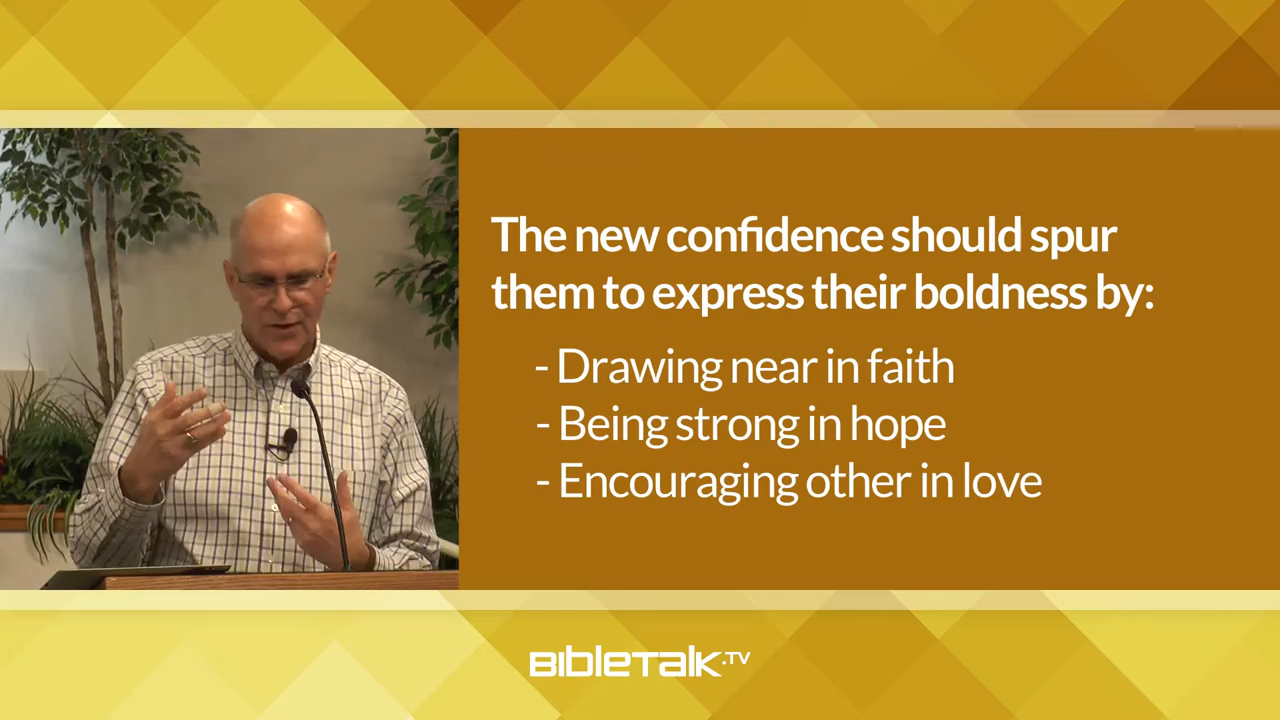 The new confidence should spur
them to express their boldness by:
- Drawing near in faith
- Being strong in hope
- Encouraging other in love
BIBLETALK.TV